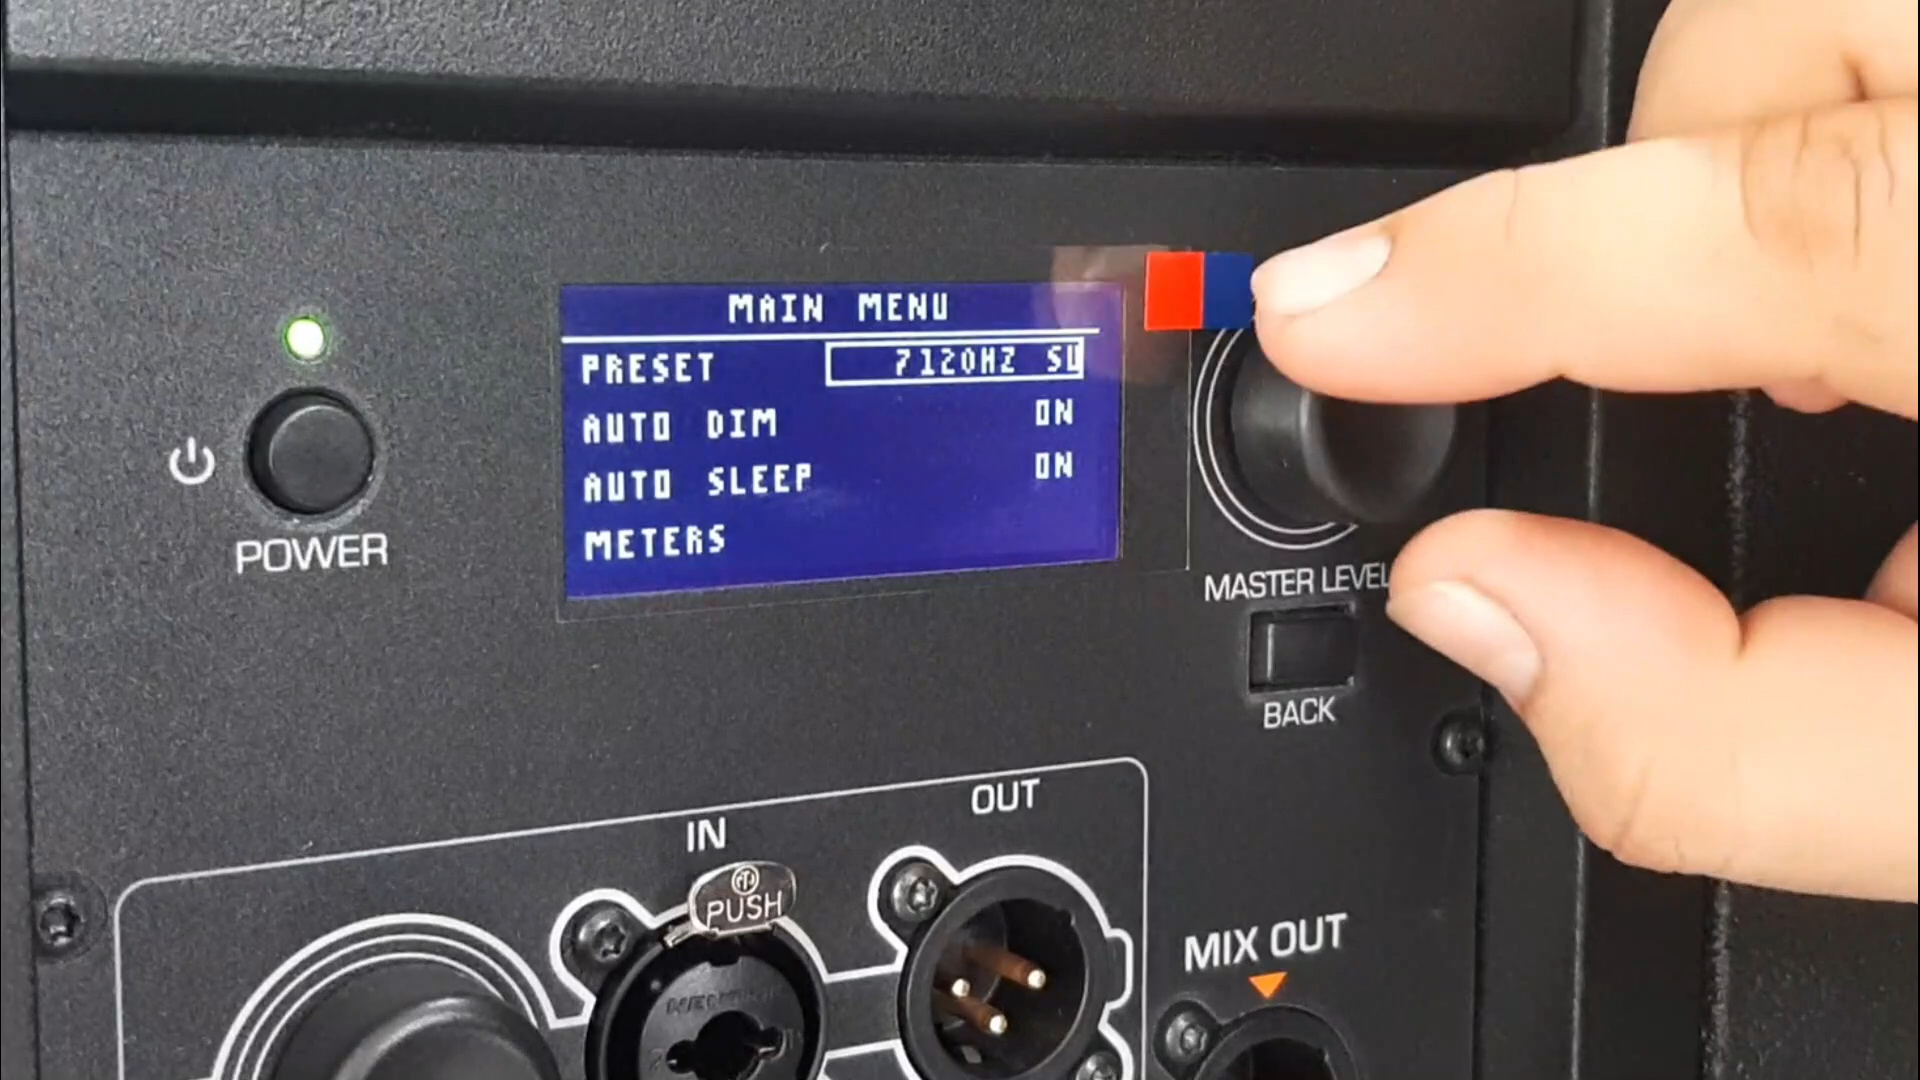 MAIN MENU
PRESET 7120HZ SU
AUTO DIM ON
AUTO SLEEP ON
METERS
POWER
MASTER LEVEL
BACK
OUT
IN
PUSH
MIX OUT